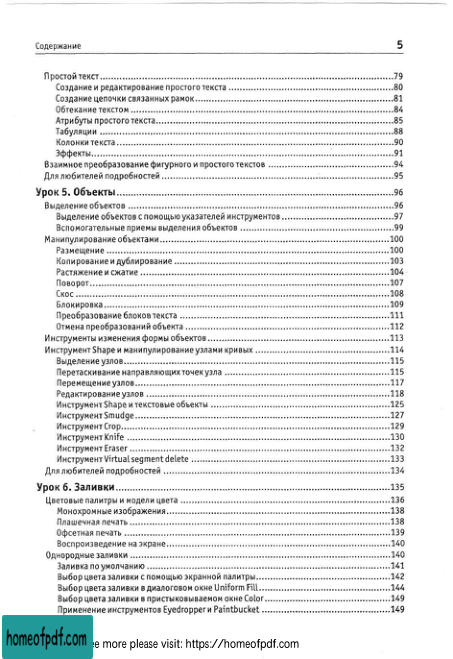 Содержание 5
Простой текст 79
Создание и редактирование простого текста 80
Создание цепочки связанных рамок 81
Обтекание текстом 84
Атрибуты простого текста 85
Табуляции 88
Колонки текста 90
Эффекты 91
Взаимное преобразование фигурного и простого текстов 94
Для любителей подробностей 95
Урок 5. Объекты 96
Выделение объектов 96
Выделение объектов с помощью указателей инструментов 97
Вспомогательные приемы выделения объектов 99
Манипулирование объектами 100
Размещение 100
Копирование и дублирование 103
Растяжение и сжатие 104
Поворот 107
Скос 108
Блокировка 109
Преобразование блоков текста 111
Отмена преобразований объекта 112
Инструменты изменения формы объектов 113
Инструмент Shape и манипулирование узлами кривых 114
Выделение узлов 115
Перетаскивание направляющих точек узла 115
Перемещение узлов 117
Редактирование узлов 118
Инструмент Shape и текстовые объекты 125
Инструмент Smudge 127
Инструмент Crop 129
Инструмент Knife 130
Инструмент Eraser 132
Инструмент Virtual segment delete 133
Для любителей подробностей 134
Урок 6. Заливки 135
Цветовые палитры и модели цвета 136
Монохромные изображения 138
Плашечная печать 138
Офсетная печать 139
Воспроизведение на экране 140
Однородные заливки 140
Заливка по умолчанию 141
Выбор цвета заливки с помощью экранной палитры 142
Выбор цвета заливки в диалоговом окне Uniform Fill 144
Выбор цвета заливки в пристыковываемом окне Color 149
Применение инструментов Eyedropper и Paintbucket 149
homeofpdf.com ee more please visit: https://homeofpdf.com